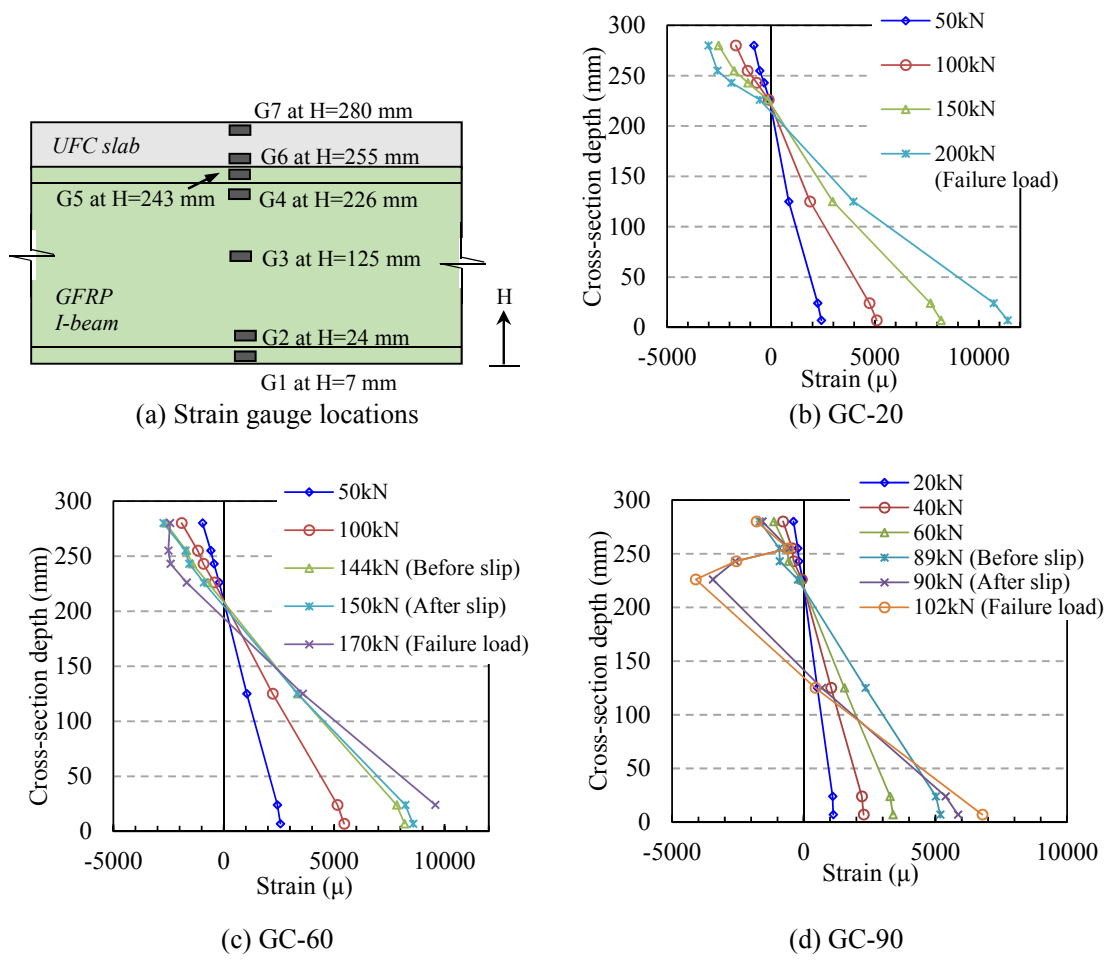 G7 at H=280 mm
UFC slab
G6 at H=255 mm
G5 at H=243 mm
G4 at H=226 mm
G3 at H=125 mm
GFRP
I-beam
H
G2 at H=24 mm
G1 at H=7 mm
(a) Strain gauge locations
Cross-section depth (mm)
300
250
200
150
100
50
0
-5000
0
5000
10000
Strain (μ)
50kN
100kN
150kN
200kN
(Failure load)
(b) GC-20
Cross-section depth (mm)
300
250
200
150
100
50
0
-5000
0
5000
10000
Strain (μ)
50kN
100kN
144kN (Before slip)
150kN (After slip)
170kN (Failure load)
(c) GC-60
Cross-section depth (mm)
300
250
200
150
100
50
0
-5000
0
5000
10000
Strain (μ)
20kN
40kN
60kN
89kN (Before slip)
90kN (After slip)
102kN (Failure load)
(d) GC-90